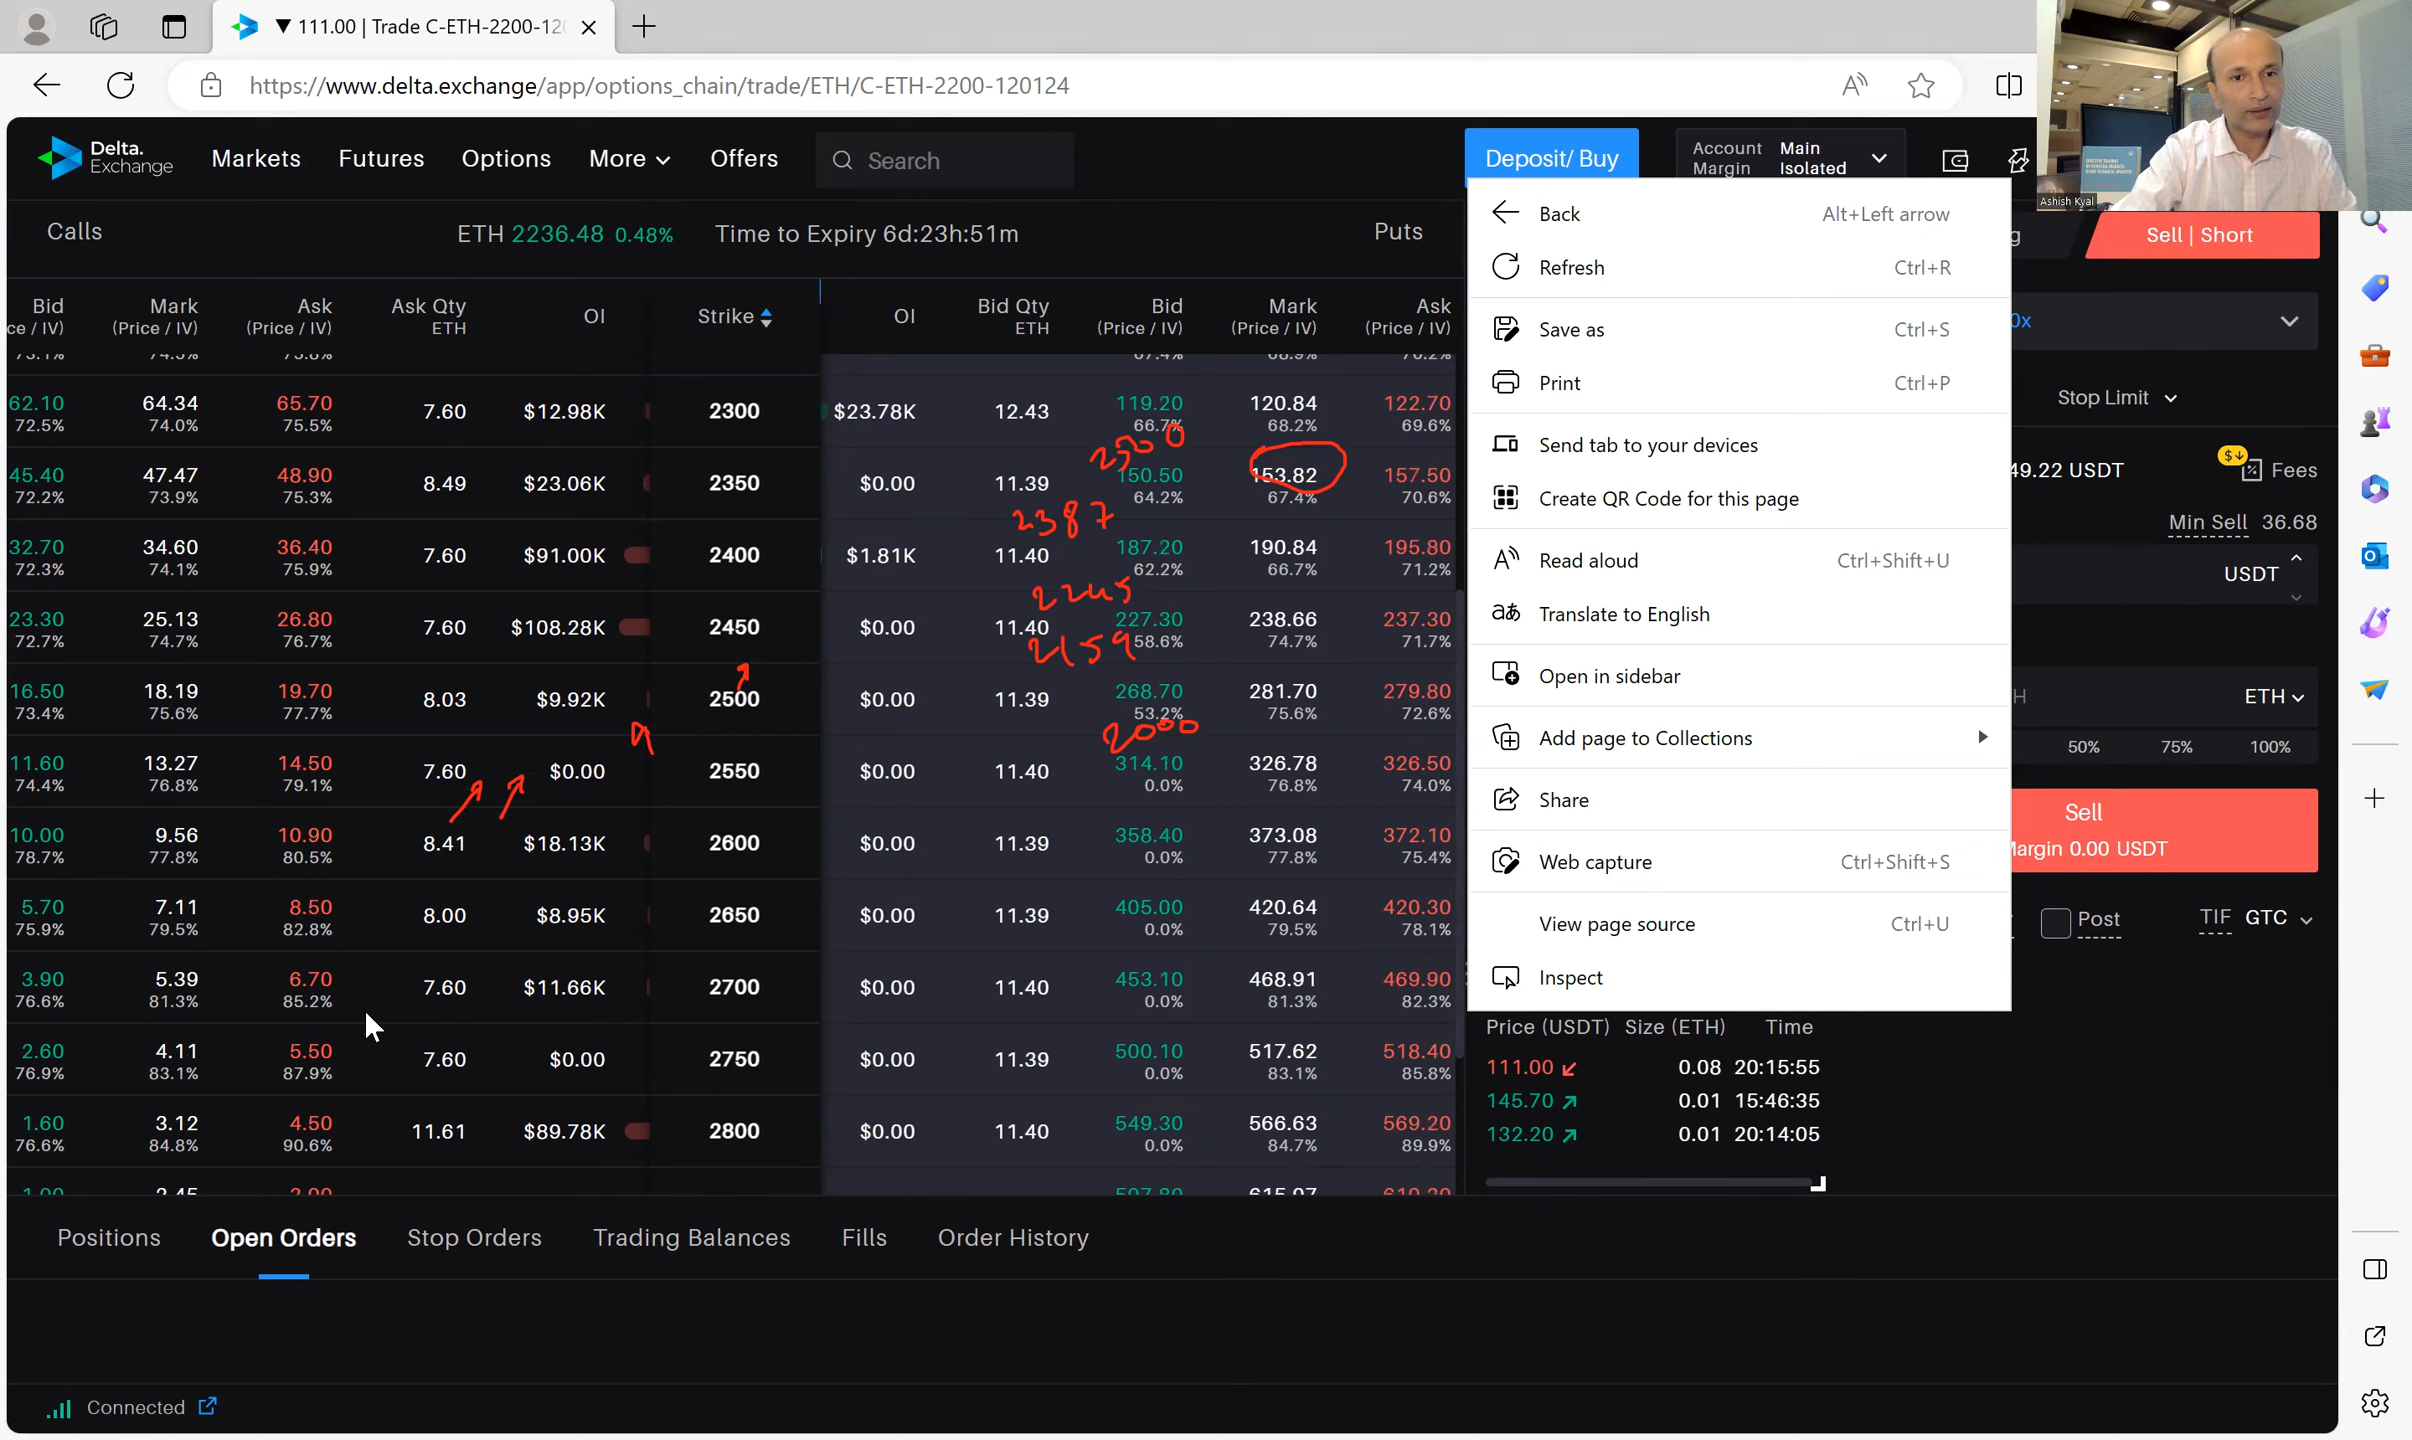 ▼ 111.00 | Trade C-ETH-2200-120
https://www.delta.exchange/app/options_chain/trade/ETH/C-ETH-2200-120124
Delta. Exchange Markets Futures Options More Offers Search Deposit/ Buy Account Margin Main Isolated
Ashish Kyal
Calls ETH 2236.48 0.48% Time to Expiry 6d:23h:51m Puts Sell | Short
Bid Mark Ask Ask Qty OI Strike OI Bid Qty Bid Mark Ask
ce / IV) (Price / IV) (Price / IV) ETH ETH (Price / IV) (Price / IV) (Price / IV)
62.10 64.34 65.70 7.60 $12.98K 2300 $23.78K 12.43 119.20 120.84 122.70
72.5% 74.0% 75.5% 66.7% 68.2% 69.6%
2500
45.40 47.47 48.90 8.49 $23.06K 2350 $0.00 11.39 150.50 153.82 157.50
72.2% 73.9% 75.3% 64.2% 67.4% 70.6%
2387
32.70 34.60 36.40 7.60 $91.00K 2400 $1.81K 11.40 187.20 190.84 195.80
72.3% 74.1% 75.9% 62.2% 66.7% 71.2%
2245
23.30 25.13 26.80 7.60 $108.28K 2450 $0.00 11.40 227.30 238.66 237.30
72.7% 74.7% 76.7% 58.6% 74.7% 71.7%
2159
16.50 18.19 19.70 8.03 $9.92K 2500 $0.00 11.39 268.70 281.70 279.80
73.4% 75.6% 77.7% 53.2% 75.6% 72.6%
2000
11.60 13.27 14.50 7.60 $0.00 2550 $0.00 11.40 314.10 326.78 326.50
74.4% 76.8% 79.1% 0.0% 76.8% 74.0%
10.00 9.56 10.90 8.41 $18.13K 2600 $0.00 11.39 358.40 373.08 372.10
78.7% 77.8% 80.5% 0.0% 77.8% 75.4%
5.70 7.11 8.50 8.00 $8.95K 2650 $0.00 11.39 405.00 420.64 420.30
75.9% 79.5% 82.8% 0.0% 79.5% 78.1%
3.90 5.39 6.70 7.60 $11.66K 2700 $0.00 11.40 453.10 468.91 469.90
76.6% 81.3% 85.2% 0.0% 81.3% 82.3%
2.60 4.11 5.50 7.60 $0.00 2750 $0.00 11.39 500.10 517.62 518.40
76.9% 83.1% 87.9% 0.0% 83.1% 85.8%
1.60 3.12 4.50 11.61 $89.78K 2800 $0.00 11.40 549.30 566.63 569.20
76.6% 84.8% 90.6% 0.0% 84.7% 89.9%
Back Alt+Left arrow
Refresh Ctrl+R
Save as Ctrl+S
Print Ctrl+P
Send tab to your devices
Create QR Code for this page
Read aloud Ctrl+Shift+U
Translate to English
Open in sidebar
Add page to Collections
Share
Web capture Ctrl+Shift+S
View page source Ctrl+U
Inspect
0x
Stop Limit
49.22 USDT Fees
Min Sell 36.68
USDT
ETH
50% 75% 100%
Sell
Margin 0.00 USDT
Post TIF GTC
Price (USDT) Size (ETH) Time
111.00 0.08 20:15:55
145.70 0.01 15:46:35
132.20 0.01 20:14:05
Positions Open Orders Stop Orders Trading Balances Fills Order History
Connected